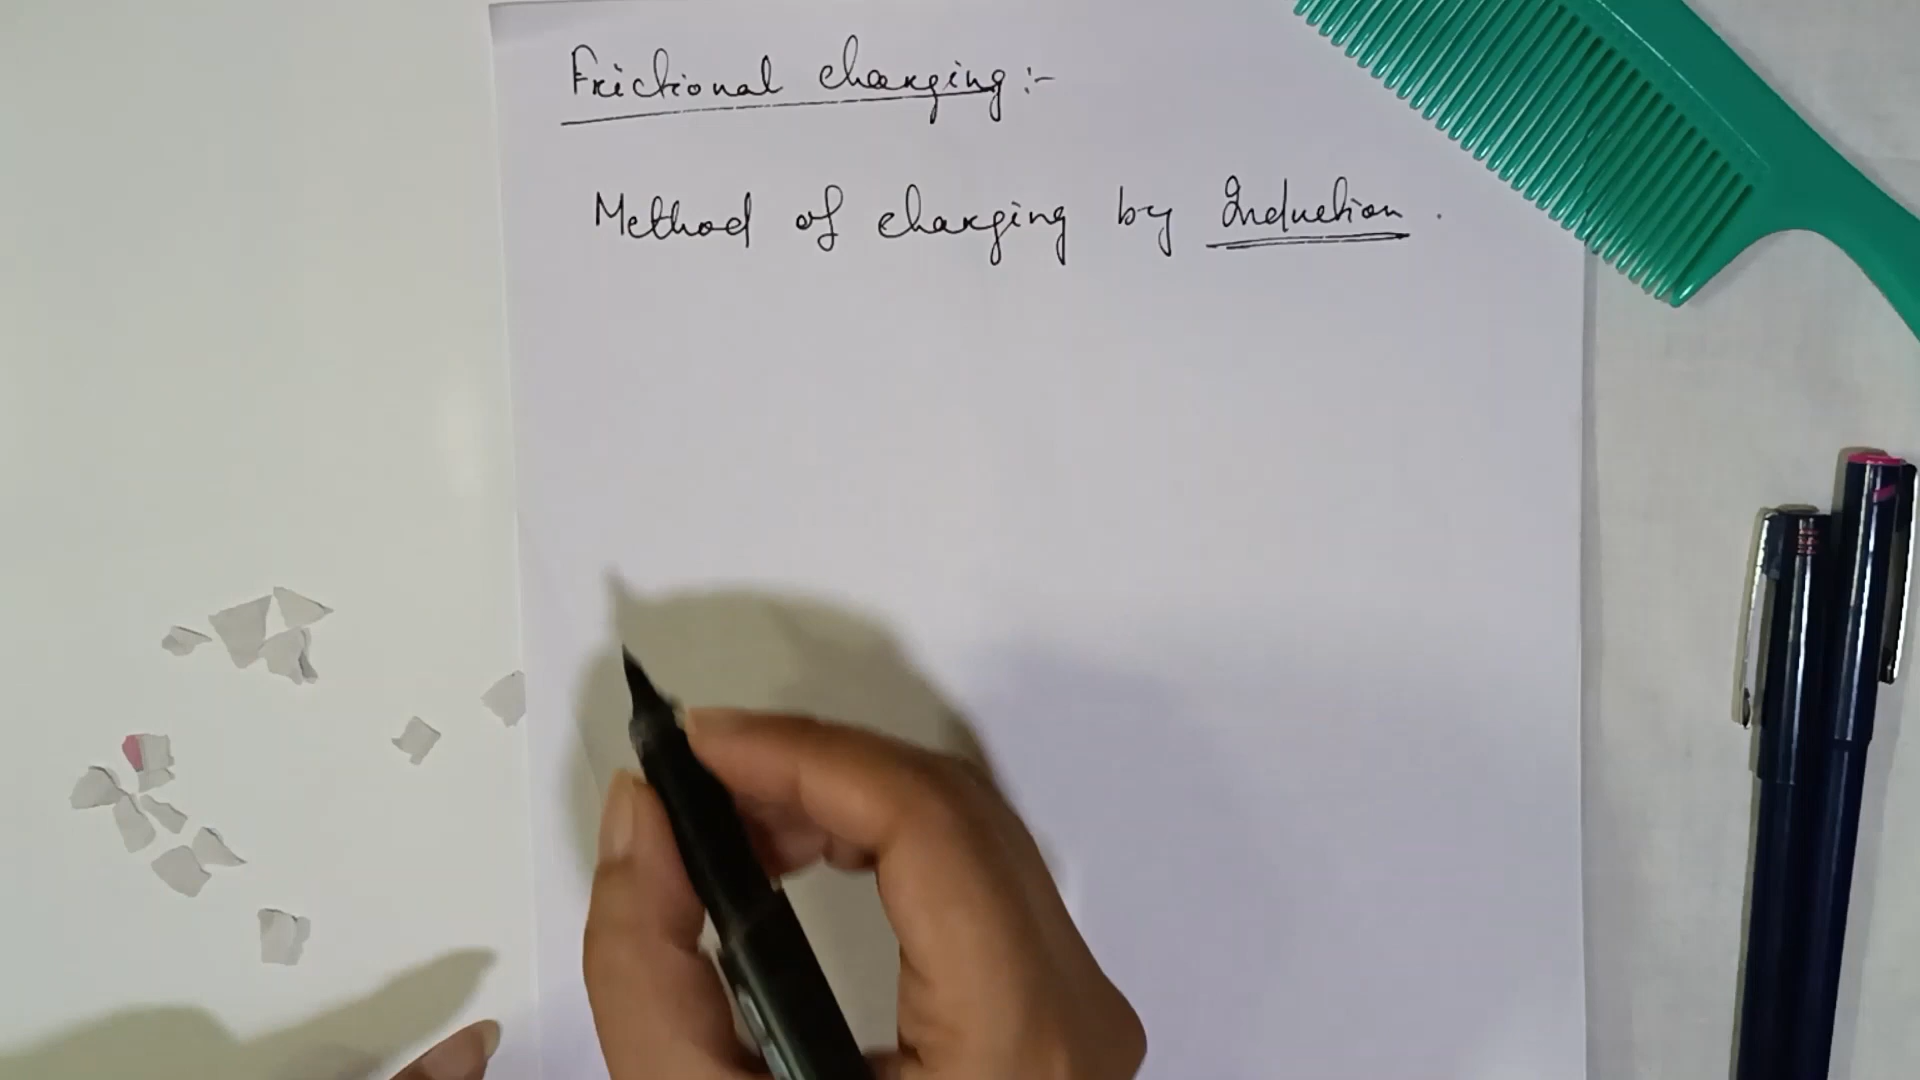 Frictional charging :-
Method of charging by Induction .